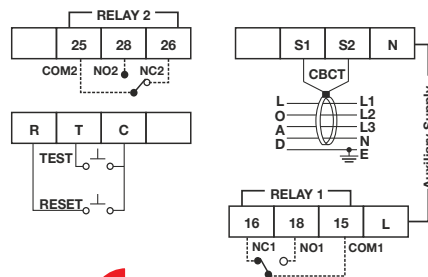 RELAY 2
25 28 26
COM2 NO2 NC2
R T C
TEST
RESET
S1 S2 N
CBCT
L L1
O L2
A L3
D N
E
Auxiliary Supply
RELAY 1
16 18 15 L
NC1 NO1 COM1